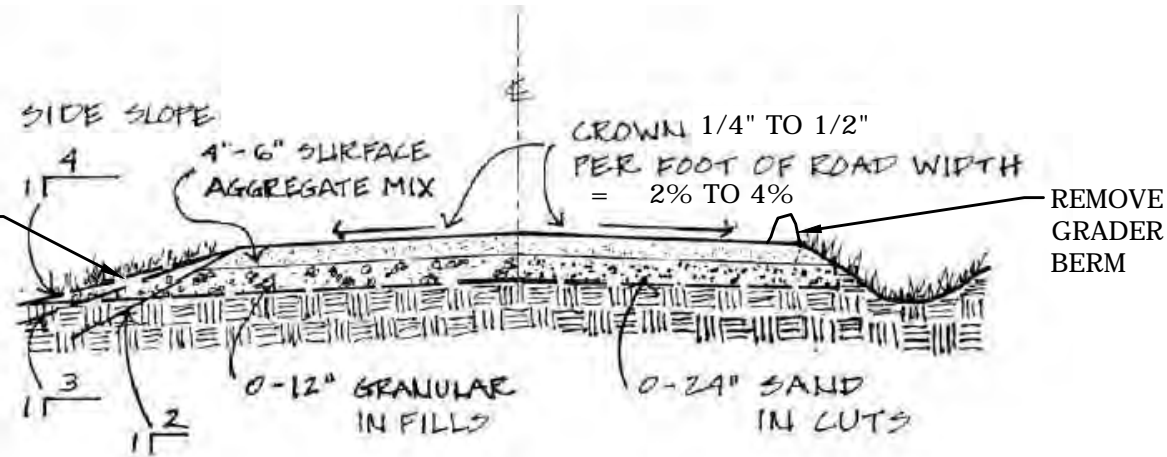 SIDE SLOPE
4
1
4"-6" SURFACE
AGGREGATE MIX
℄
CROWN 1/4" TO 1/2"
PER FOOT OF ROAD WIDTH
= 2% TO 4%
REMOVE
GRADER
BERM
3
1
2
1
0-12" GRANULAR
IN FILLS
0-24" SAND
IN CUTS